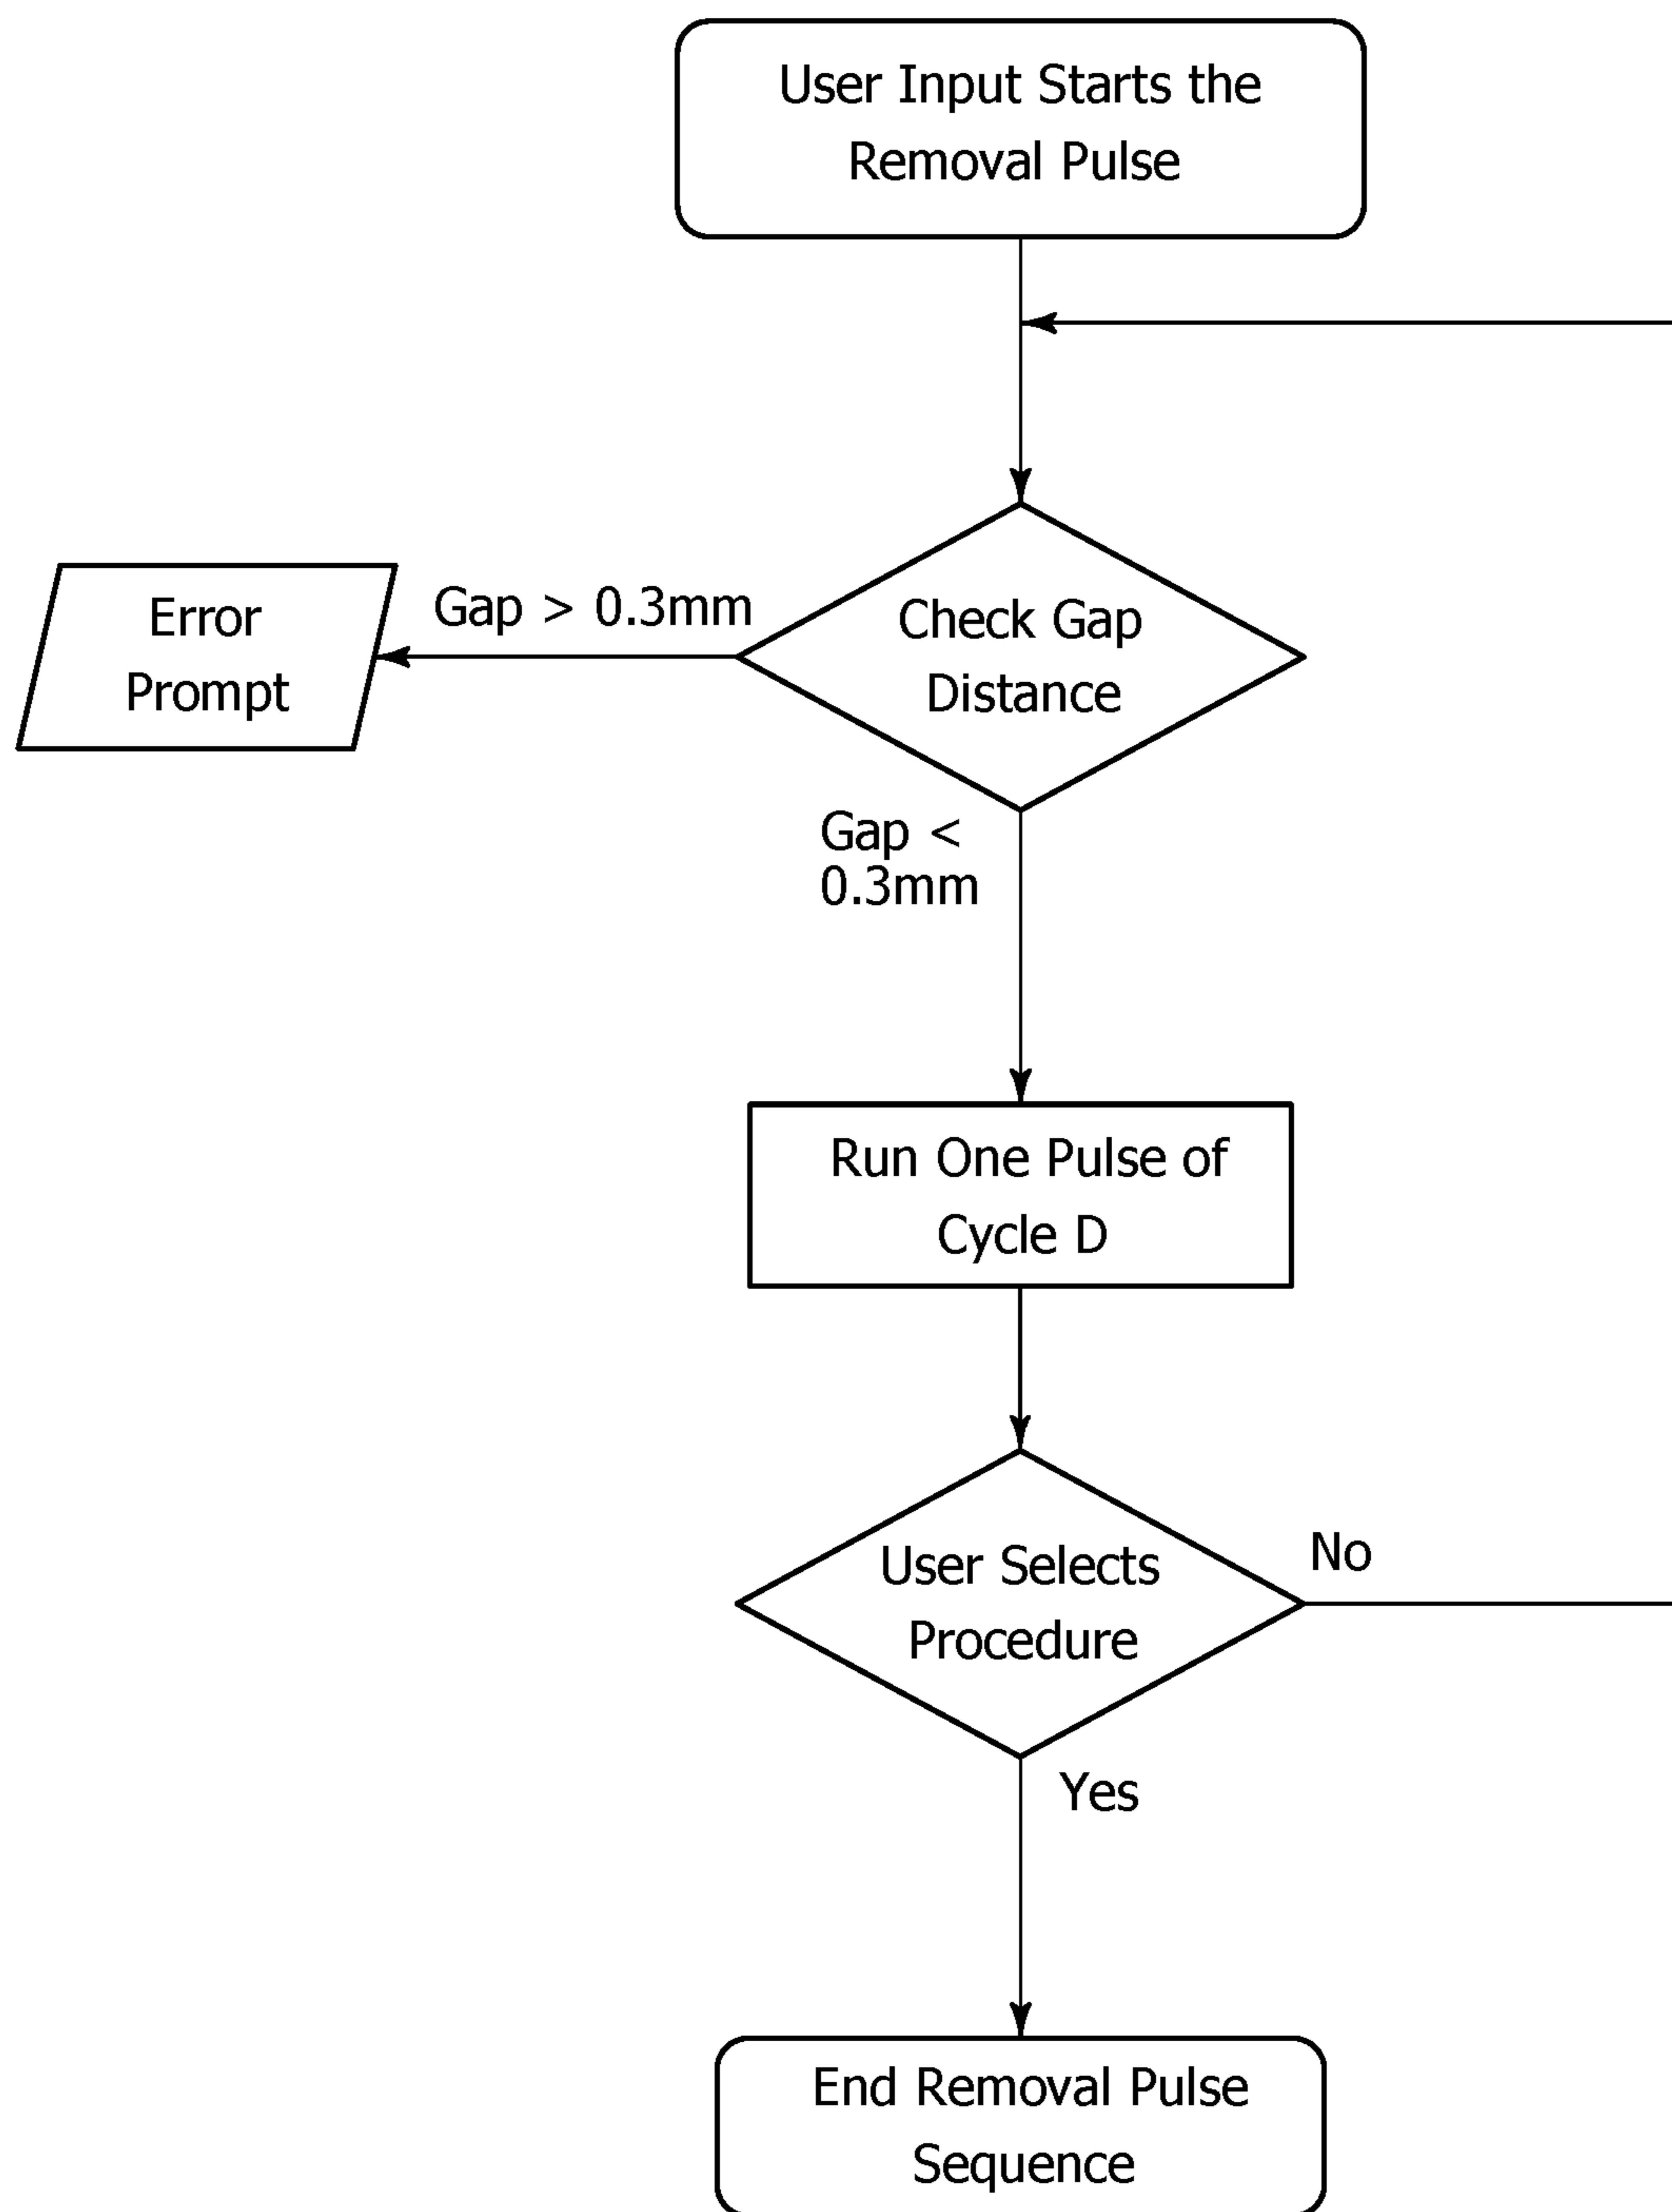 User Input Starts the
Removal Pulse
Gap > 0.3mm
Error
Prompt
Check Gap
Distance
Gap <
0.3mm
Run One Pulse of
Cycle D
User Selects
Procedure
No
Yes
End Removal Pulse
Sequence